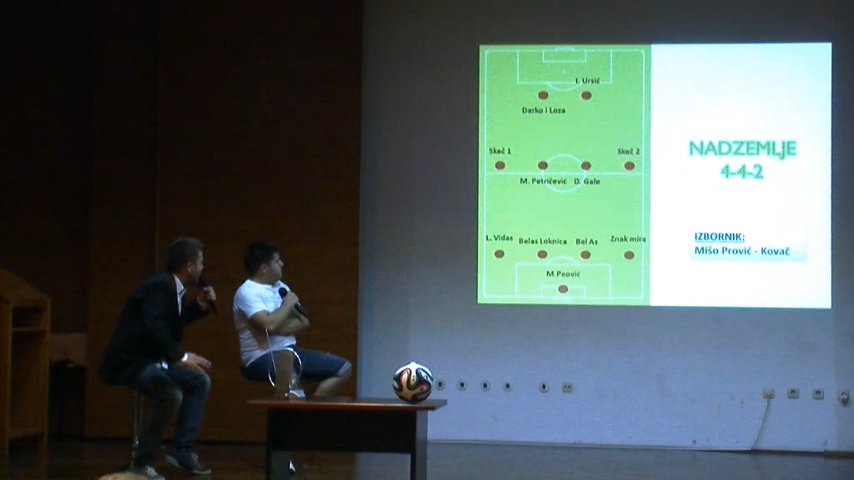 I. Ursić
Darko i Loza
Skeč 1
Skeč 2
M. Petričević D. Gale
L. Vidas Belas Loknica Bel As Znak mira
M.Peović
NADZEMLJE
4-4-2
IZBORNIK:
Mišo Prović - Kovač